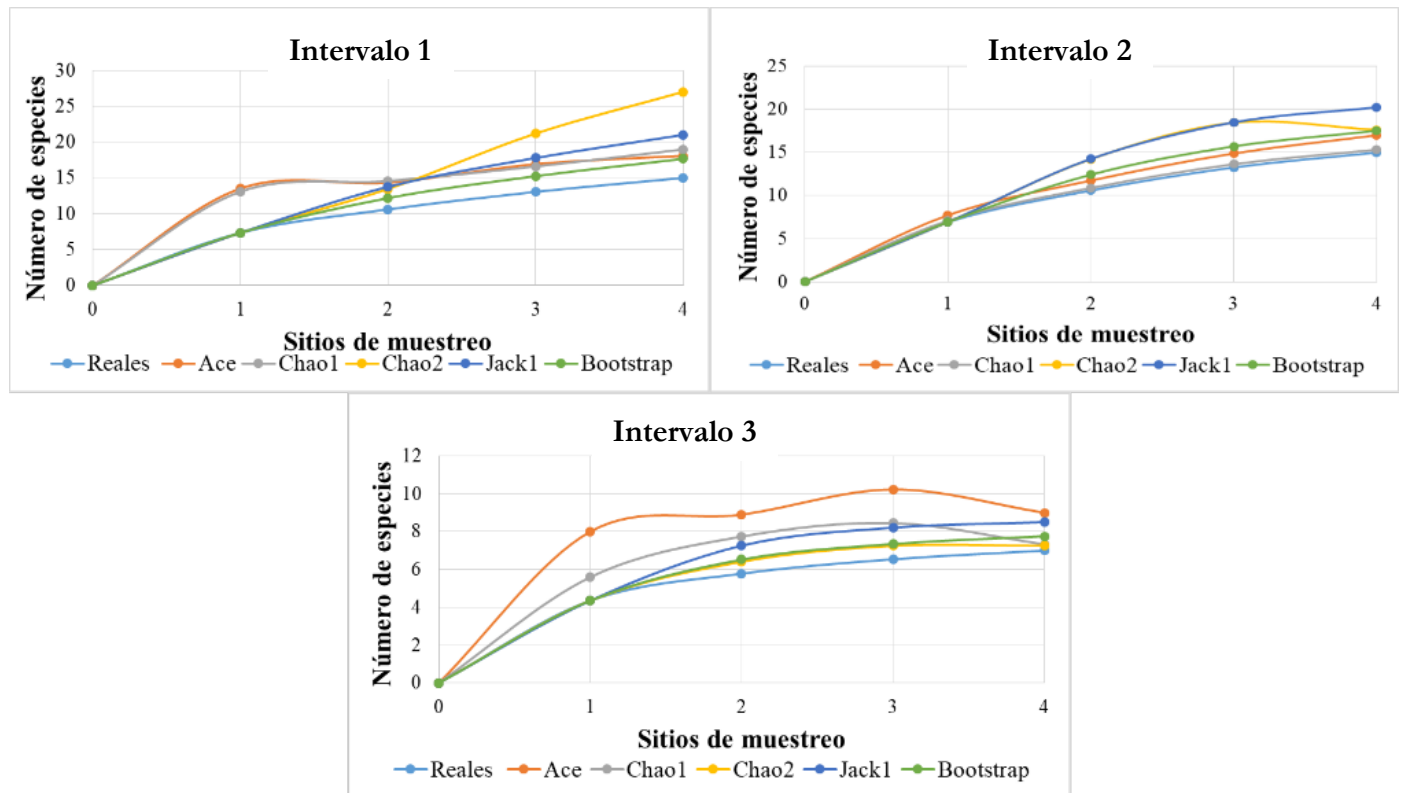 Intervalo 1
Número de especies
30
25
20
15
10
5
0
0 1 2 3 4
Sitios de muestreo
Reales Ace Chao1 Chao2 Jack1 Bootstrap
Intervalo 2
Número de especies
25
20
15
10
5
0
0 1 2 3 4
Sitios de muestreo
Reales Ace Chao1 Chao2 Jack1 Bootstrap
Intervalo 3
Número de especies
12
10
8
6
4
2
0
0 1 2 3 4
Sitios de muestreo
Reales Ace Chao1 Chao2 Jack1 Bootstrap